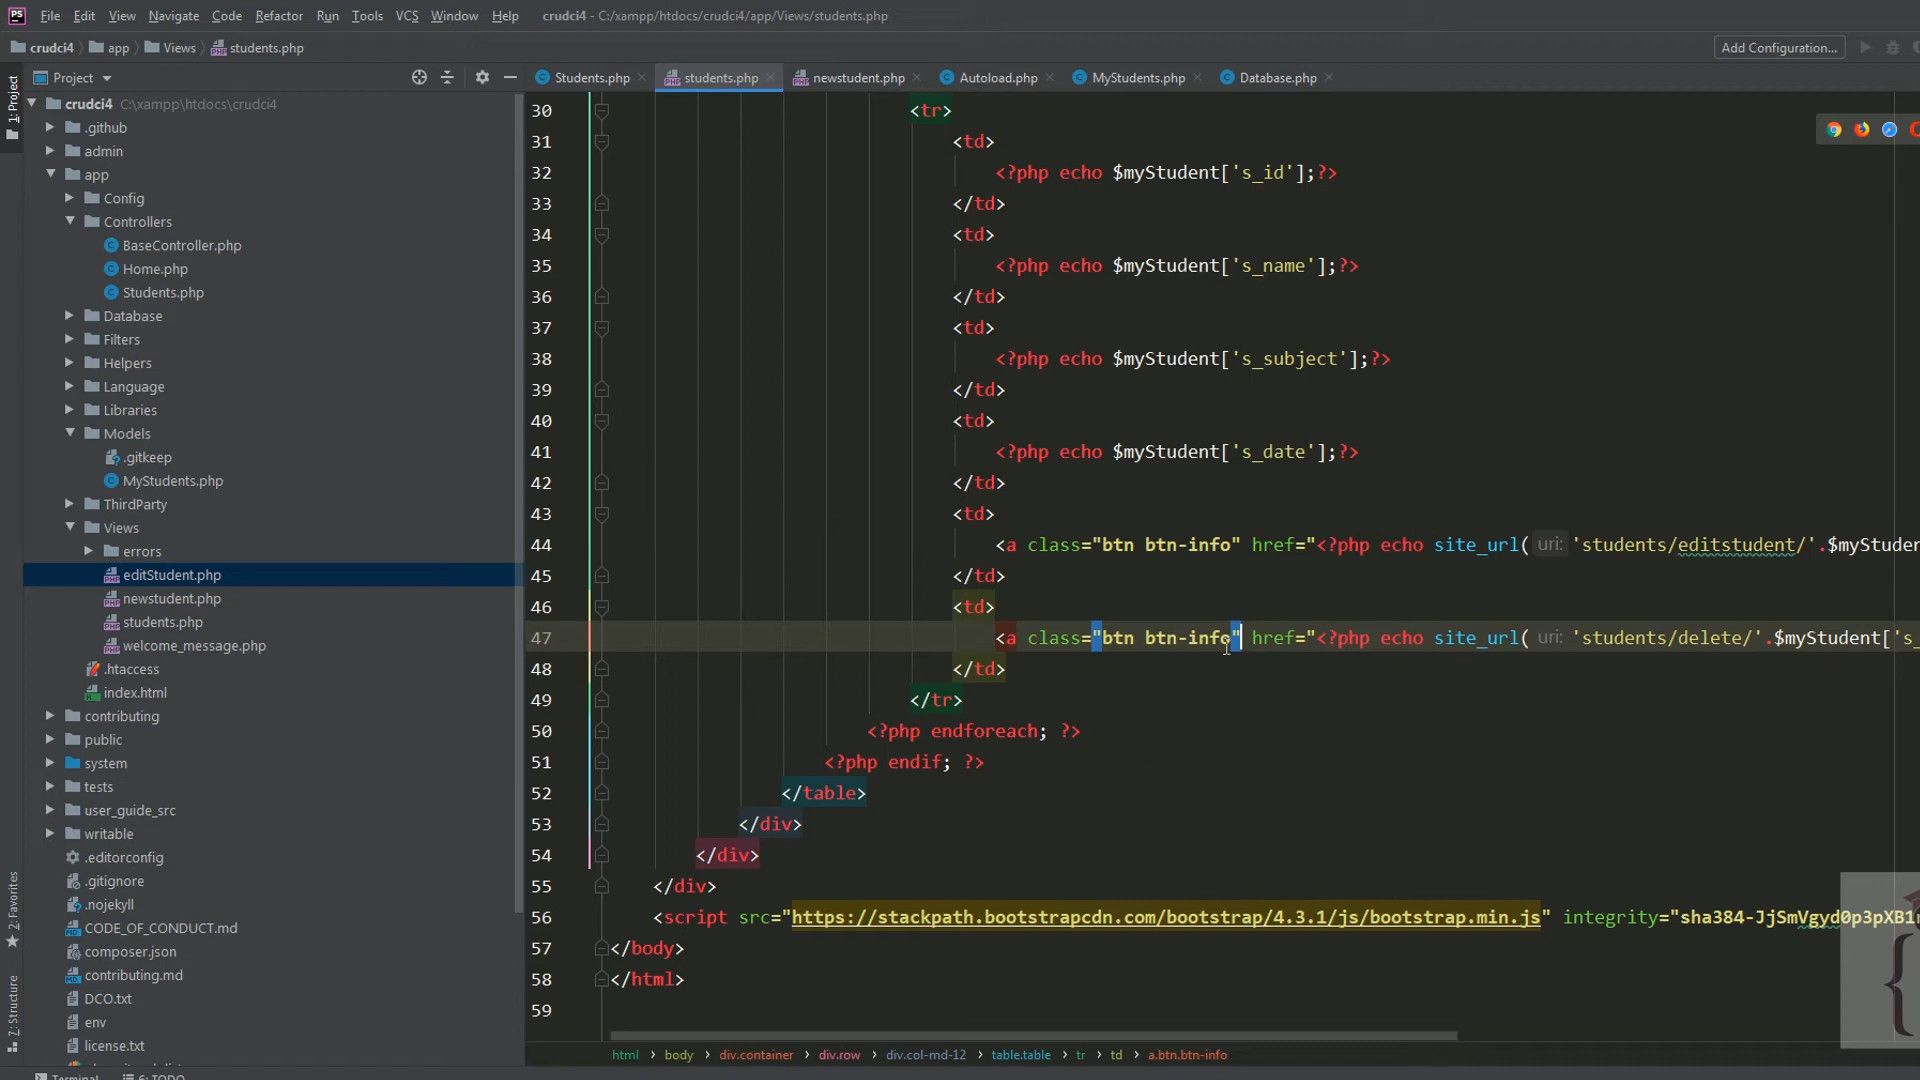 File Edit View Navigate Code Refactor Run Tools VCS Window Help crudci4 - C:/xampp/htdocs/crudci4/app/Views/students.php
crudci4 app Views students.php Add Configuration...
Project Students.php students.php newstudent.php Autoload.php MyStudents.php Database.php
1: Project
crudci4 C:\xampp\htdocs\crudci4
.github
admin
app
Config
Controllers
BaseController.php
Home.php
Students.php
Database
Filters
Helpers
Language
Libraries
Models
.gitkeep
MyStudents.php
ThirdParty
Views
errors
editStudent.php
newstudent.php
students.php
welcome_message.php
.htaccess
index.html
contributing
public
system
tests
user_guide_src
writable
.editorconfig
.gitignore
.nojekyll
CODE_OF_CONDUCT.md
composer.json
contributing.md
DCO.txt
env
license.txt
2: Favorites
7: Structure
30 <tr>
31 <td>
32 <?php echo $myStudent['s_id'];?>
33 </td>
34 <td>
35 <?php echo $myStudent['s_name'];?>
36 </td>
37 <td>
38 <?php echo $myStudent['s_subject'];?>
39 </td>
40 <td>
41 <?php echo $myStudent['s_date'];?>
42 </td>
43 <td>
44 <a class="btn btn-info" href="<?php echo site_url( uri: 'students/editstudent/'.$myStuden
45 </td>
46 <td>
47 <a class="btn btn-info" href="<?php echo site_url( uri: 'students/delete/'.$myStudent['s_
48 </td>
49 </tr>
50 <?php endforeach; ?>
51 <?php endif; ?>
52 </table>
53 </div>
54 </div>
55 </div>
56 <script src="https://stackpath.bootstrapcdn.com/bootstrap/4.3.1/js/bootstrap.min.js" integrity="sha384-JjSmVgyd0p3pXB1
57 </body>
58 </html>
59
html body div.container div.row div.col-md-12 table.table tr td a.btn.btn-info
Terminal 6: TODO